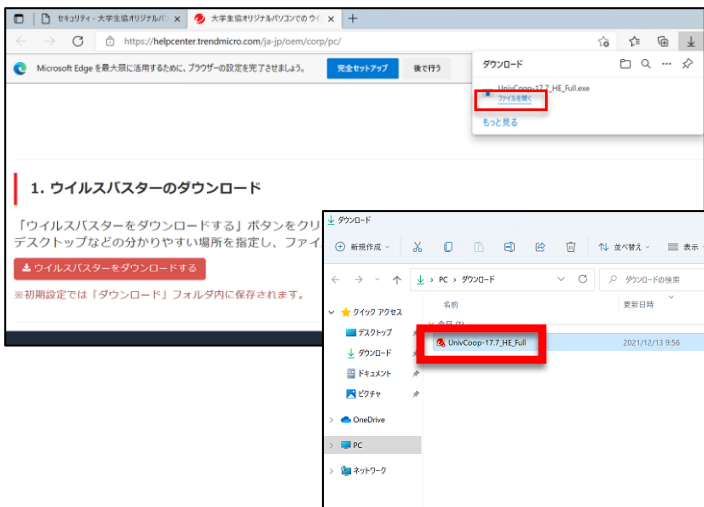 セキュリティ - 大学生協オリジナルパ
大学生協オリジナルパソコンでのウイ
https://helpcenter.trendmicro.com/ja-jp/oem/corp/pc/
Microsoft Edge を最大限に活用するために、ブラウザーの設定を完了させましょう。
完全セットアップ
後で行う
ダウンロード
UnivCoop-17.7_HE_Full.exe
ファイルを開く
もっと見る
1. ウイルスバスターのダウンロード
「ウイルスバスターをダウンロードする」ボタンをクリ
デスクトップなどの分かりやすい場所を指定し、ファイ
ウイルスバスターをダウンロードする
※初期設定では「ダウンロード」フォルダ内に保存されます。
ダウンロード
新規作成
並べ替え
表示
PC › ダウンロード
ダウンロードの検索
名前
更新日時
クイック アクセス
今日 (1)
デスクトップ
UnivCoop-17.7_HE_Full
2021/12/13 9:56
ダウンロード
ドキュメント
ピクチャ
OneDrive
PC
ネットワーク